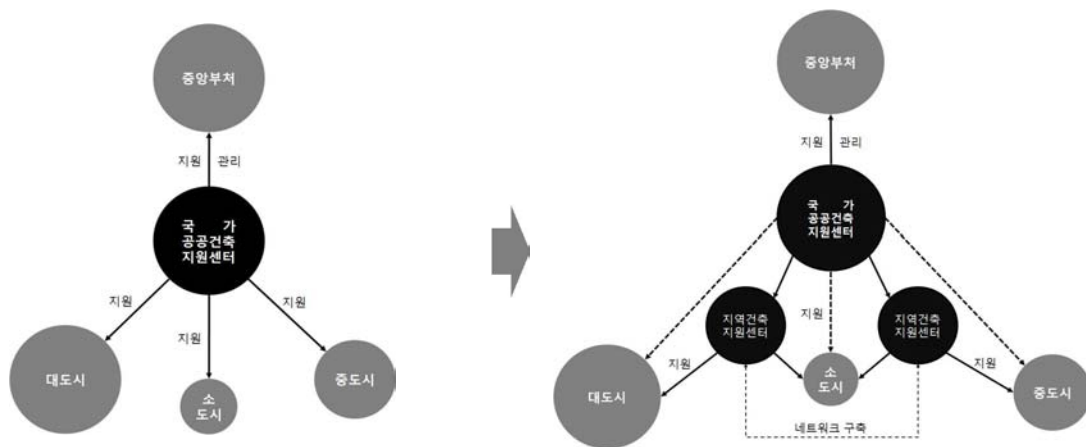 중앙부처
지원 관리
국 가
공공건축
지원센터
지원
지원
지원
대도시
소
도시
중도시
중앙부처
지원 관리
국 가
공공건축
지원센터
지역건축
지원센터
지원
지역건축
지원센터
지원
지원
대도시
소
도시
중도시
네트워크 구축